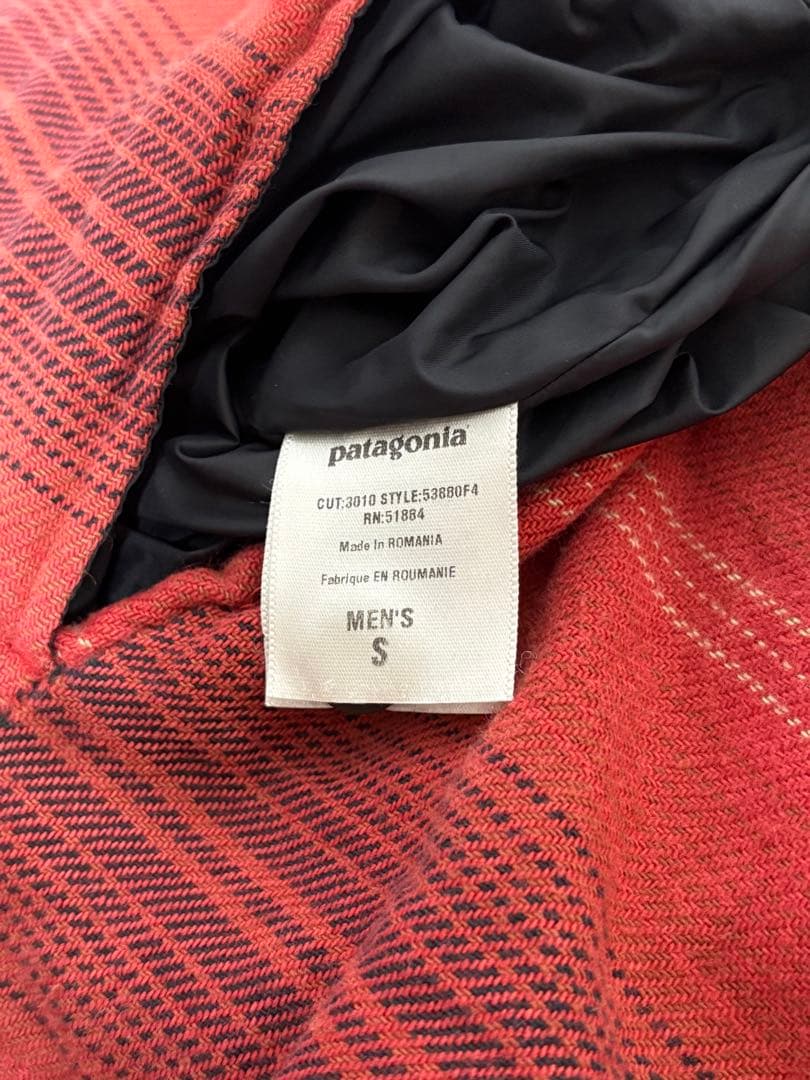 patagonia
CUT:3010 STYLE:53880F4
RN:51884
Made In ROMANIA
Fabrique EN ROUMANIE
MEN'S
S